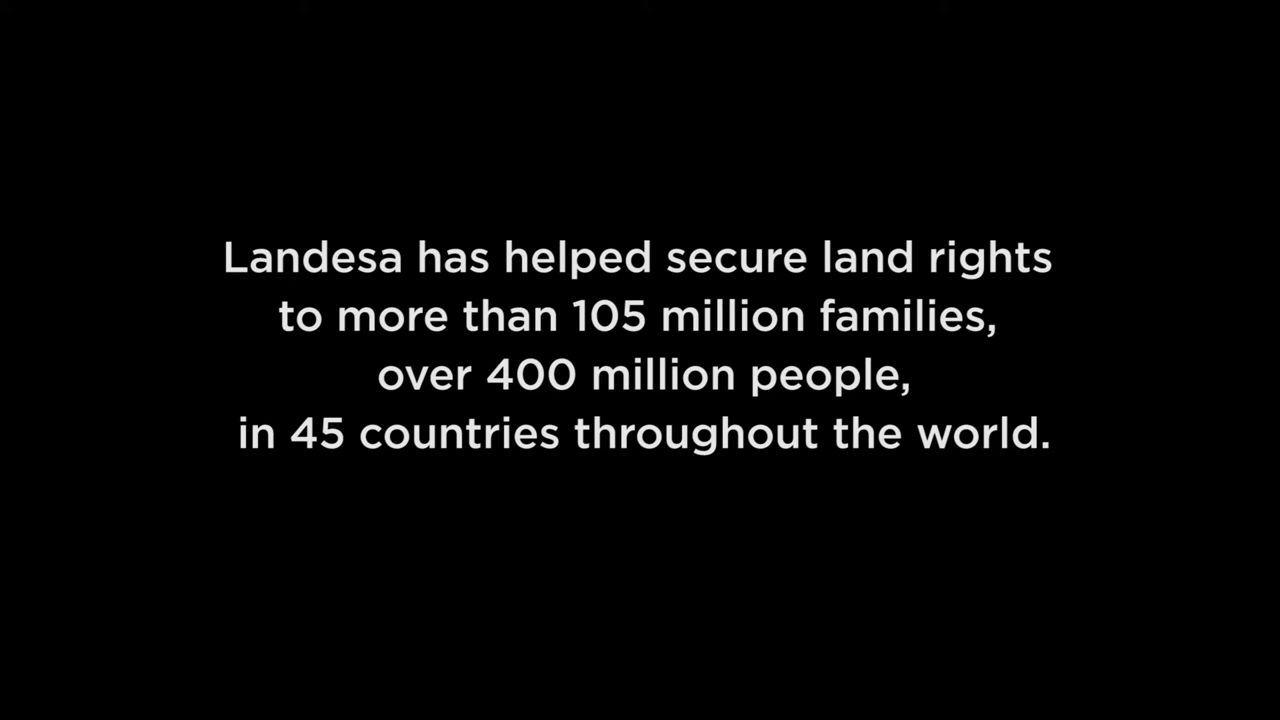 Landesa has helped secure land rights
to more than 105 million families,
over 400 million people,
in 45 countries throughout the world.